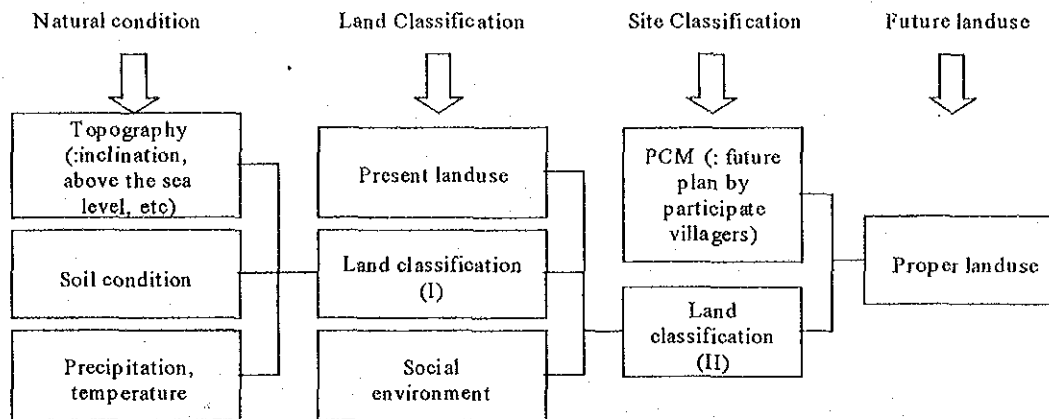 Natural condition
Land Classification
Site Classification
Future landuse
Topography
(:inclination,
above the sea
level, etc)
Soil condition
Precipitation,
temperature
Present landuse
Land classification
(I)
Social
environment
PCM (: future
plan by
participate
villagers)
Land
classification
(II)
Proper landuse